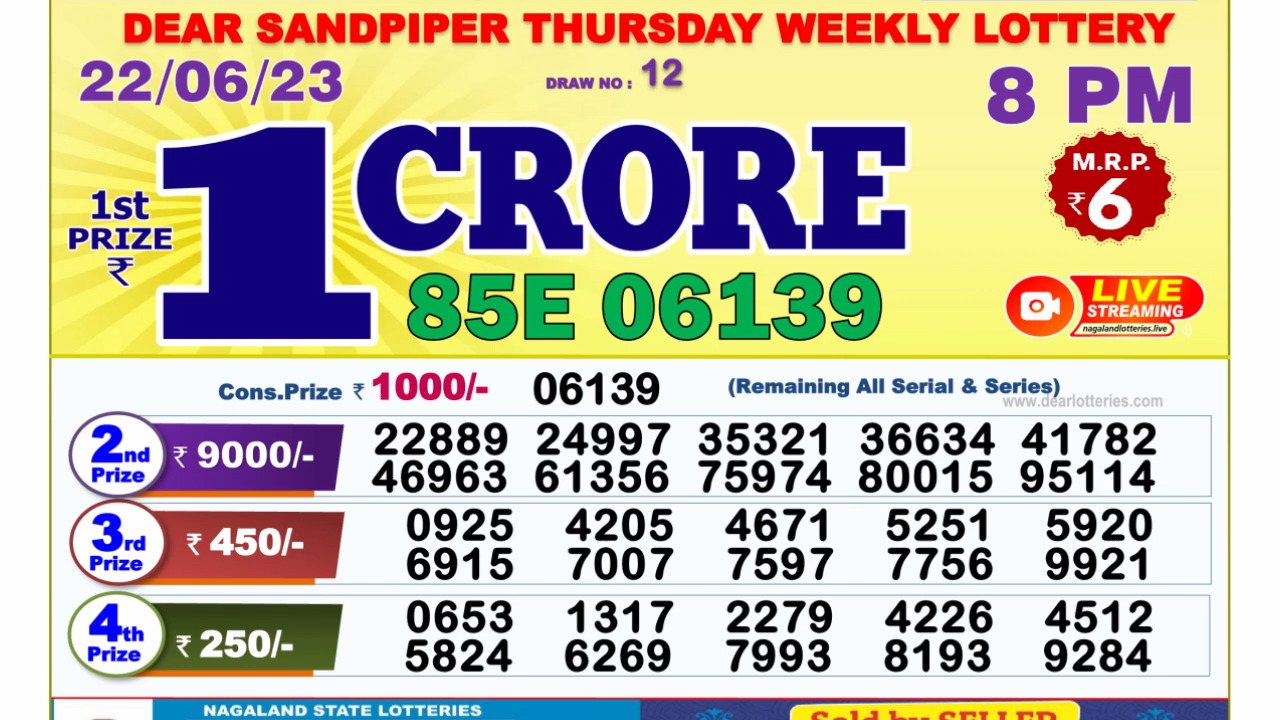 DEAR SANDPIPER THURSDAY WEEKLY LOTTERY
22/06/23
DRAW NO : 12
8 PM
1st
PRIZE
₹
1 CRORE
M.R.P.
₹ 6
85E 06139
LIVE
STREAMING
nagalandlotteries.live
Cons.Prize ₹ 1000/- 06139 (Remaining All Serial & Series)
www.dearlotteries.com
2nd
Prize
₹ 9000/-
22889 24997 35321 36634 41782
46963 61356 75974 80015 95114
3rd
Prize
₹ 450/-
0925 4205 4671 5251 5920
6915 7007 7597 7756 9921
4th
Prize
₹ 250/-
0653 1317 2279 4226 4512
5824 6269 7993 8193 9284
NAGALAND STATE LOTTERIES
Sold by SELLER